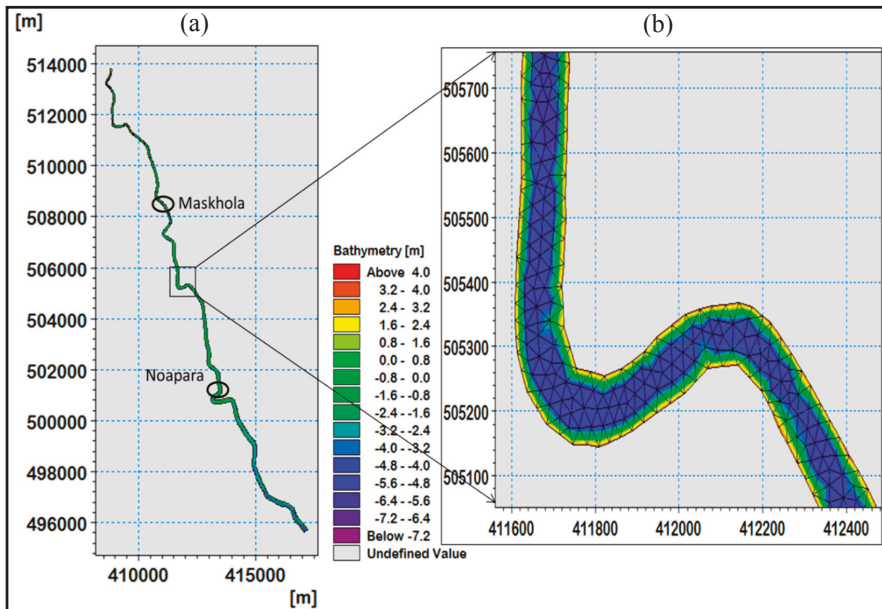 [m]
(a)
(b)
514000
512000
510000
508000
506000
504000
502000
500000
498000
496000
Maskhola
Noapara
410000
415000
[m]
Bathymetry [m]
Above 4.0
3.2 - 4.0
2.4 - 3.2
1.6 - 2.4
0.8 - 1.6
0.0 - 0.8
-0.8 - 0.0
-1.6 - -0.8
-2.4 - -1.6
-3.2 - -2.4
-4.0 - -3.2
-4.8 - -4.0
-5.6 - -4.8
-6.4 - -5.6
-7.2 - -6.4
Below -7.2
Undefined Value
505700
505600
505500
505400
505300
505200
505100
411600
411800
412000
412200
412400